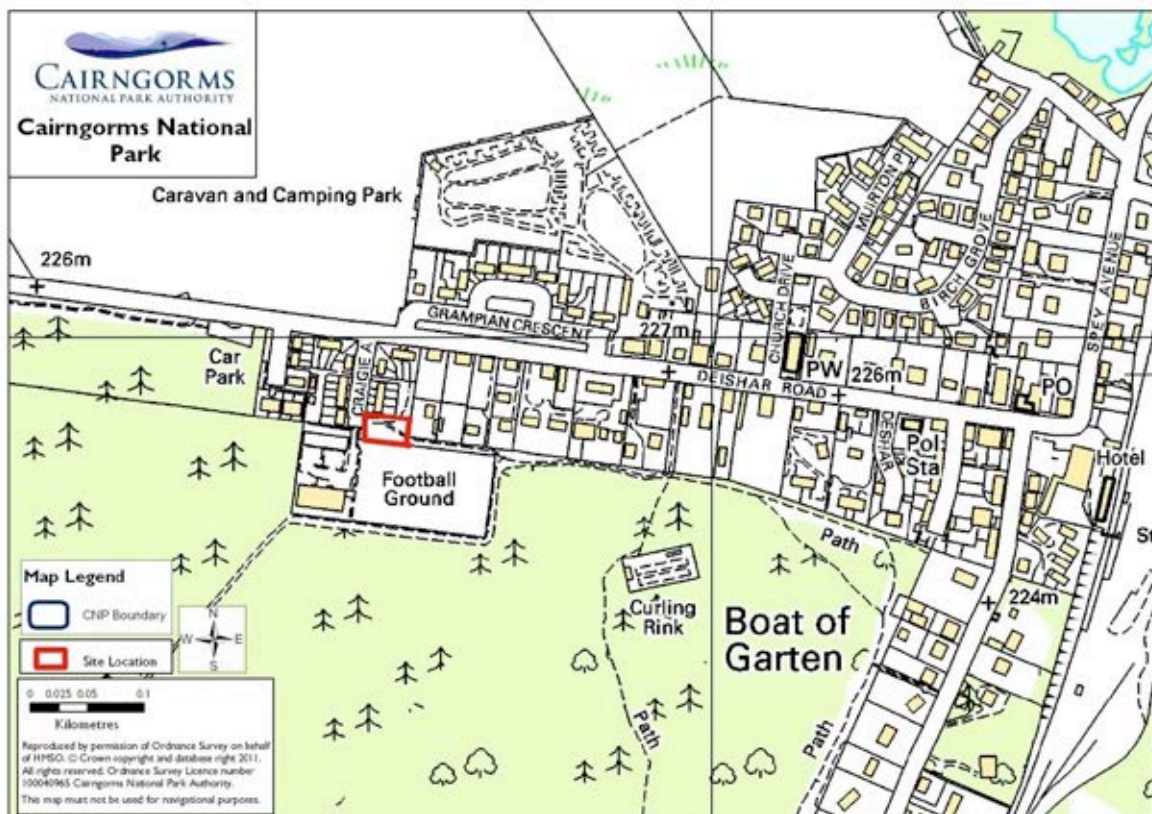 CAIRNGORMS
NATIONAL PARK AUTHORITY
Cairngorms National
Park
Caravan and Camping Park
226m
GRAMPIAN CRESCENT
227m
CHURCH DRIVE
MUIRTON P
BIRCH GROVE
SPEY AVENUE
PW
226m
PO
DEISHAR ROAD
Car
Park
CRAIGIE A
DESHAR
Pol
Sta
Hotel
St
Football
Ground
Path
Curling
Rink
224m
Boat of
Garten
Path
Path
Map Legend
CNP Boundary
N
W E
S
Site Location
0 0.025 0.05 0.1
Kilometres
Reproduced by permission of Ordnance Survey on behalf
of HMSO. © Crown copyright and database right 2011.
All rights reserved. Ordnance Survey Licence number
100040965 Cairngorms National Park Authority.
This map must not be used for navigational purposes.